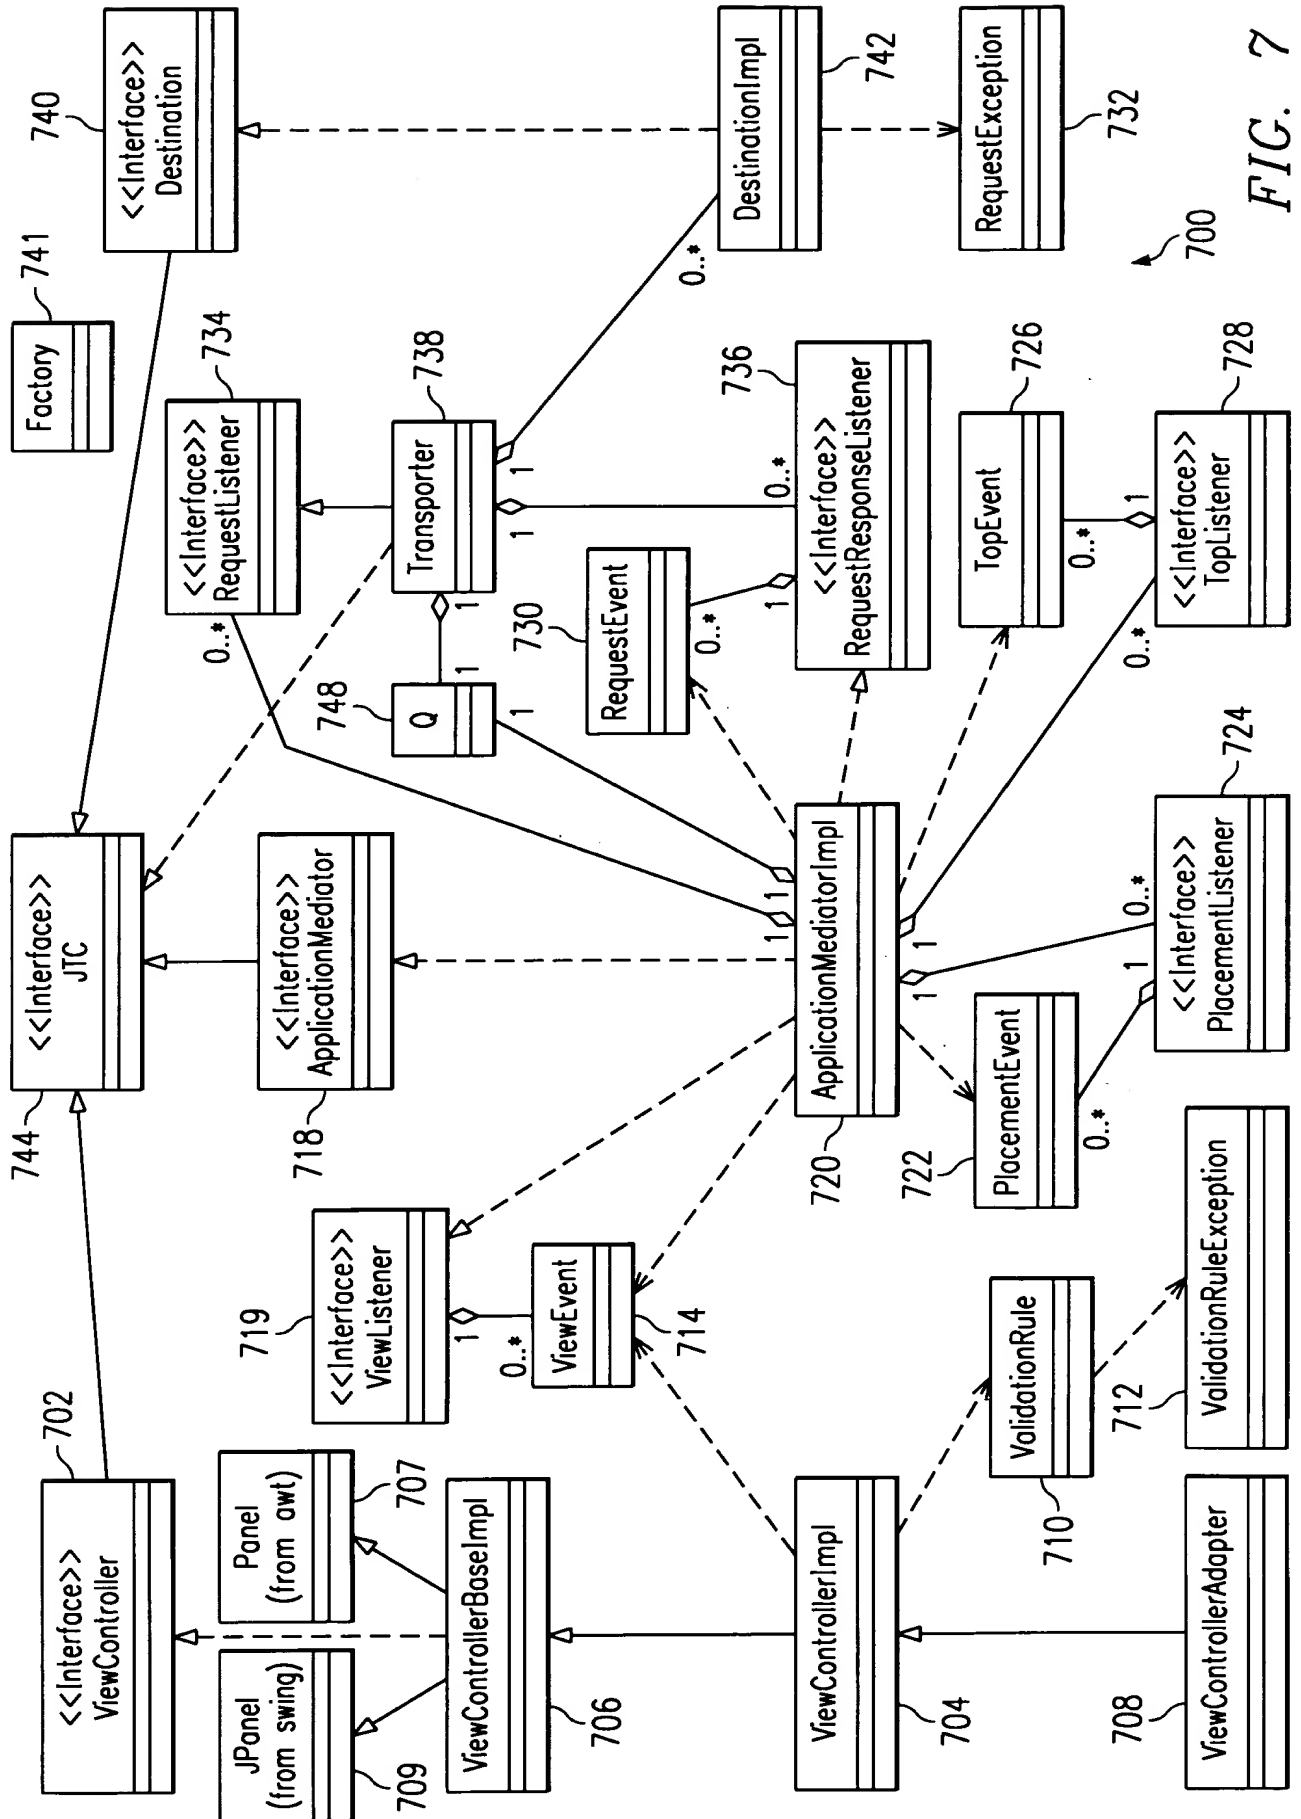 702
<<Interface>>
ViewController
JPanel
(from swing)
709
Panel
(from awt)
707
ViewControllerBaseImpl
706
ViewControllerImpl
704
ViewControllerAdapter
708
744
<<Interface>>
JTC
719
<<Interface>>
ViewListener
1
0..*
ViewEvent
714
ValidationRule
710
712
ValidationRuleException
718
<<Interface>>
ApplicationMediator
ApplicationMediatorImpl
720
1
1
1
1
722
PlacementEvent
0..*
1
0..*
<<Interface>>
PlacementListener
724
740
<<Interface>>
Destination
Factory
741
734
<<Interface>>
RequestListener
0..*
748
Q
1
1
1
Transporter
738
1
1
730
RequestEvent
0..*
1
0..*
736
<<Interface>>
RequestResponseListener
0..*
DestinationImpl
742
RequestException
732
TopEvent
726
0..*
1
0..*
<<Interface>>
TopListener
728
700
FIG. 7